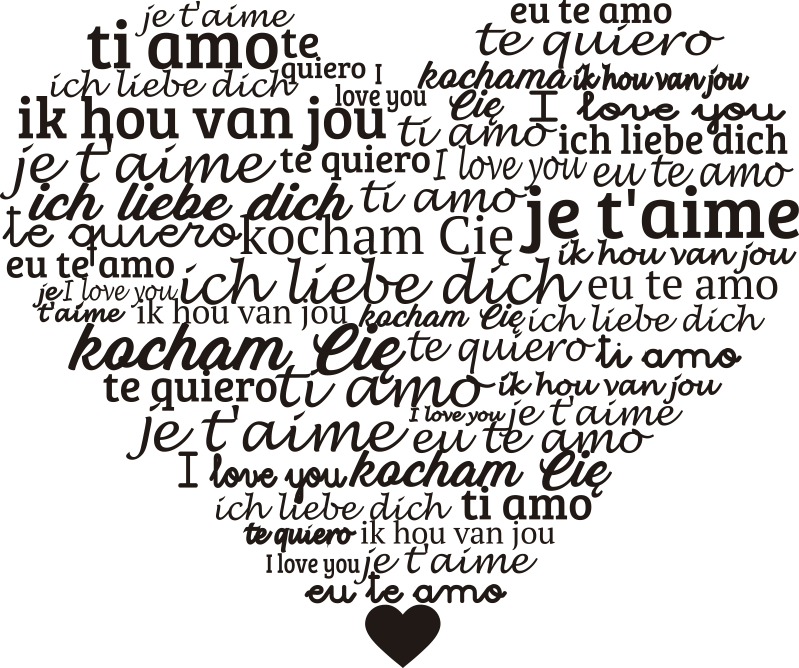 je t'aime
ti amo te quiero
ich liebe dich I love you
ik hou van jou
eu te amo
te quiero
kochama Cię ik hou van jou
I love you
ti amo ich liebe dich
je t'aime te quiero I love you eu te amo
ich liebe dich ti amo je t'aime
te quiero kocham Cię ik hou van jou
eu te amo ich liebe dich eu te amo
je t'aime I love you
ik hou van jou kocham Cię ich liebe dich
kocham Cię te quiero ti amo
te quiero ti amo ik hou van jou
je t'aime I love you je t'aime
eu te amo
I love you kocham Cię
ich liebe dich ti amo
te quiero ik hou van jou
I love you je t'aime
eu te amo